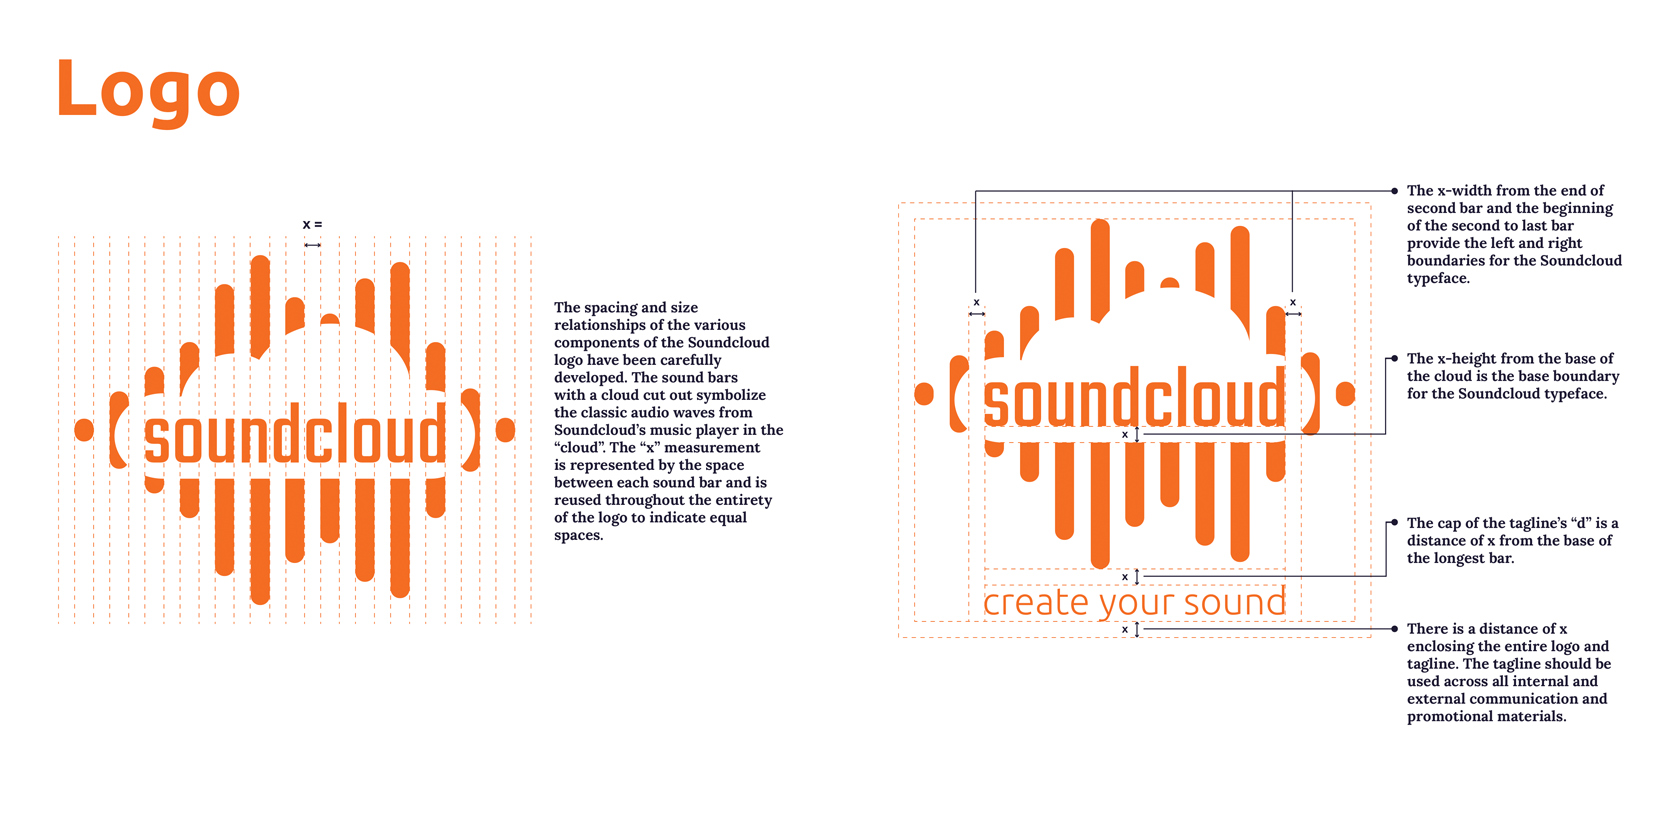 Logo
x =
soundcloud
The spacing and size
relationships of the various
components of the Soundcloud
logo have been carefully
developed. The sound bars
with a cloud cut out symbolize
the classic audio waves from
Soundcloud’s music player in the
“cloud”. The “x” measurement
is represented by the space
between each sound bar and is
reused throughout the entirety
of the logo to indicate equal
spaces.
x
x
soundcloud
x
x
create your sound
x
The x-width from the end of
second bar and the beginning
of the second to last bar
provide the left and right
boundaries for the Soundcloud
typeface.
The x-height from the base of
the cloud is the base boundary
for the Soundcloud typeface.
The cap of the tagline’s “d” is a
distance of x from the base of
the longest bar.
There is a distance of x
enclosing the entire logo and
tagline. The tagline should be
used across all internal and
external communication and
promotional materials.